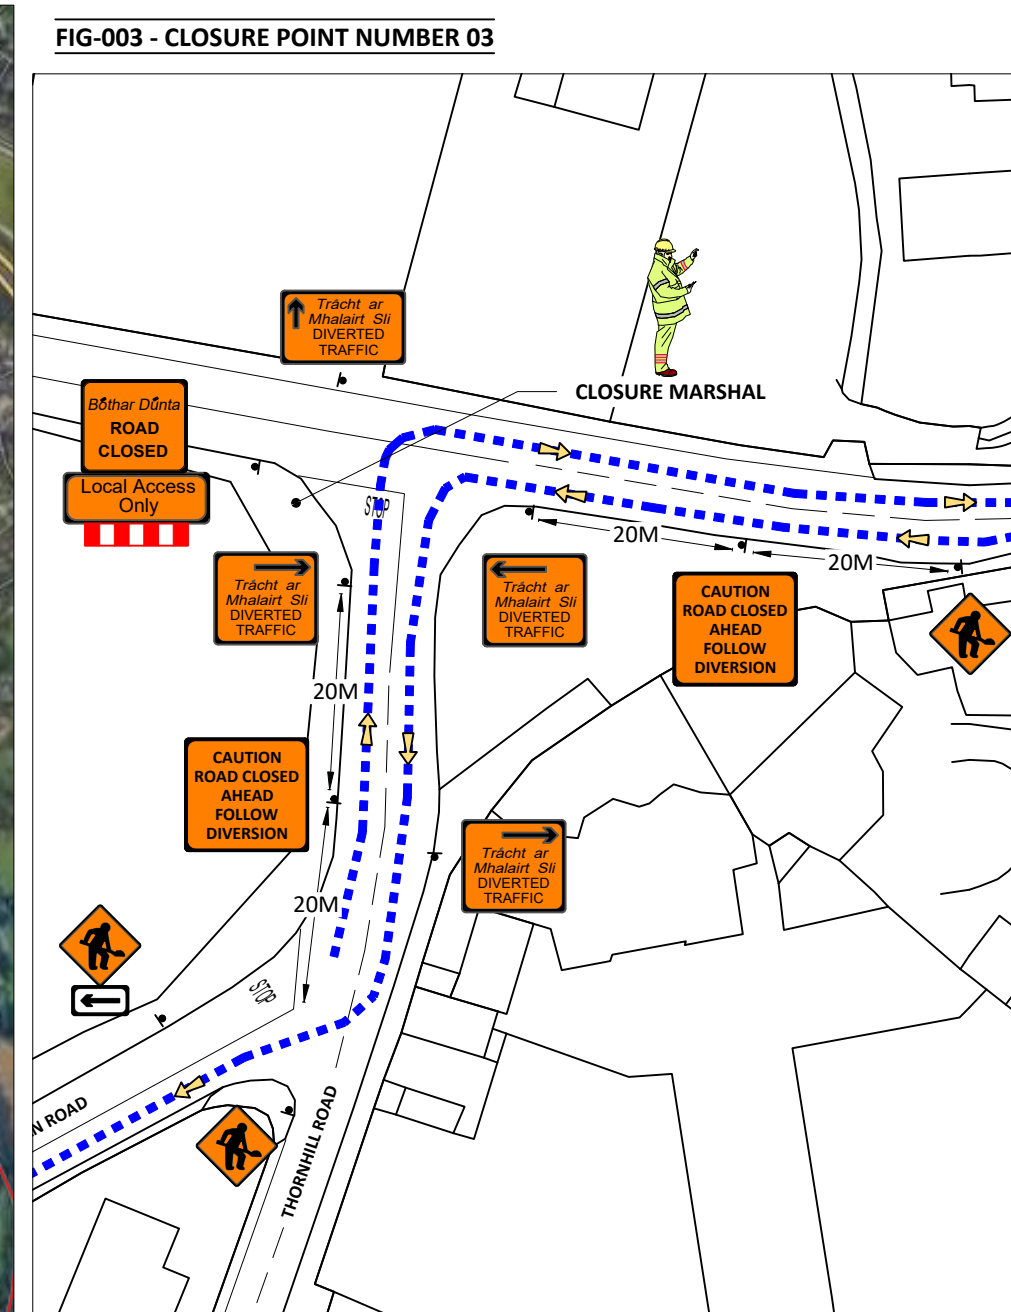 FIG-003 - CLOSURE POINT NUMBER 03
Trácht ar
Mhalairt Slí
DIVERTED
TRAFFIC
CLOSURE MARSHAL
Bóthar Dúnta
ROAD
CLOSED
Local Access
Only
STOP
20M
20M
Trácht ar
Mhalairt Slí
DIVERTED
TRAFFIC
Trácht ar
Mhalairt Slí
DIVERTED
TRAFFIC
CAUTION
ROAD CLOSED
AHEAD
FOLLOW
DIVERSION
20M
CAUTION
ROAD CLOSED
AHEAD
FOLLOW
DIVERSION
Trácht ar
Mhalairt Slí
DIVERTED
TRAFFIC
20M
STOP
N ROAD
THORNHILL ROAD